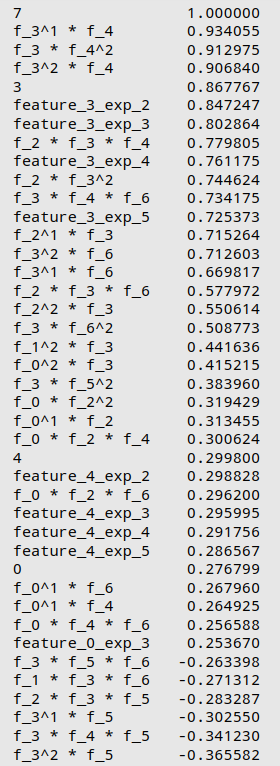 7 1.000000
f_3^1 * f_4 0.934055
f_3 * f_4^2 0.912975
f_3^2 * f_4 0.906840
3 0.867767
feature_3_exp_2 0.847247
feature_3_exp_3 0.802864
f_2 * f_3 * f_4 0.779805
feature_3_exp_4 0.761175
f_2 * f_3^2 0.744624
f_3 * f_4 * f_6 0.734175
feature_3_exp_5 0.725373
f_2^1 * f_3 0.715264
f_3^2 * f_6 0.712603
f_3^1 * f_6 0.669817
f_2 * f_3 * f_6 0.577972
f_2^2 * f_3 0.550614
f_3 * f_6^2 0.508773
f_1^2 * f_3 0.441636
f_0^2 * f_3 0.415215
f_3 * f_5^2 0.383960
f_0 * f_2^2 0.319429
f_0^1 * f_2 0.313455
f_0 * f_2 * f_4 0.300624
4 0.299800
feature_4_exp_2 0.298828
f_0 * f_2 * f_6 0.296200
feature_4_exp_3 0.295995
feature_4_exp_4 0.291756
feature_4_exp_5 0.286567
0 0.276799
f_0^1 * f_6 0.267960
f_0^1 * f_4 0.264925
f_0 * f_4 * f_6 0.256588
feature_0_exp_3 0.253670
f_3 * f_5 * f_6 -0.263398
f_1 * f_3 * f_6 -0.271312
f_2 * f_3 * f_5 -0.283287
f_3^1 * f_5 -0.302550
f_3 * f_4 * f_5 -0.341230
f_3^2 * f_5 -0.365582